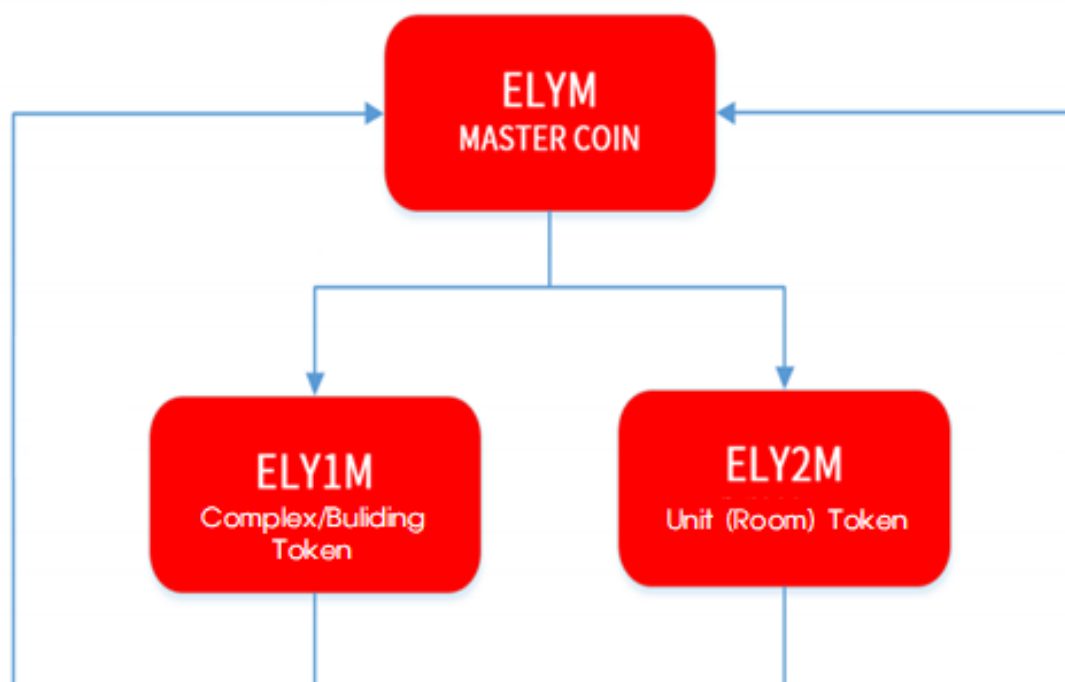 ELYM
MASTER COIN
ELY1M
Complex/Buliding
Token
ELY2M
Unit (Room) Token